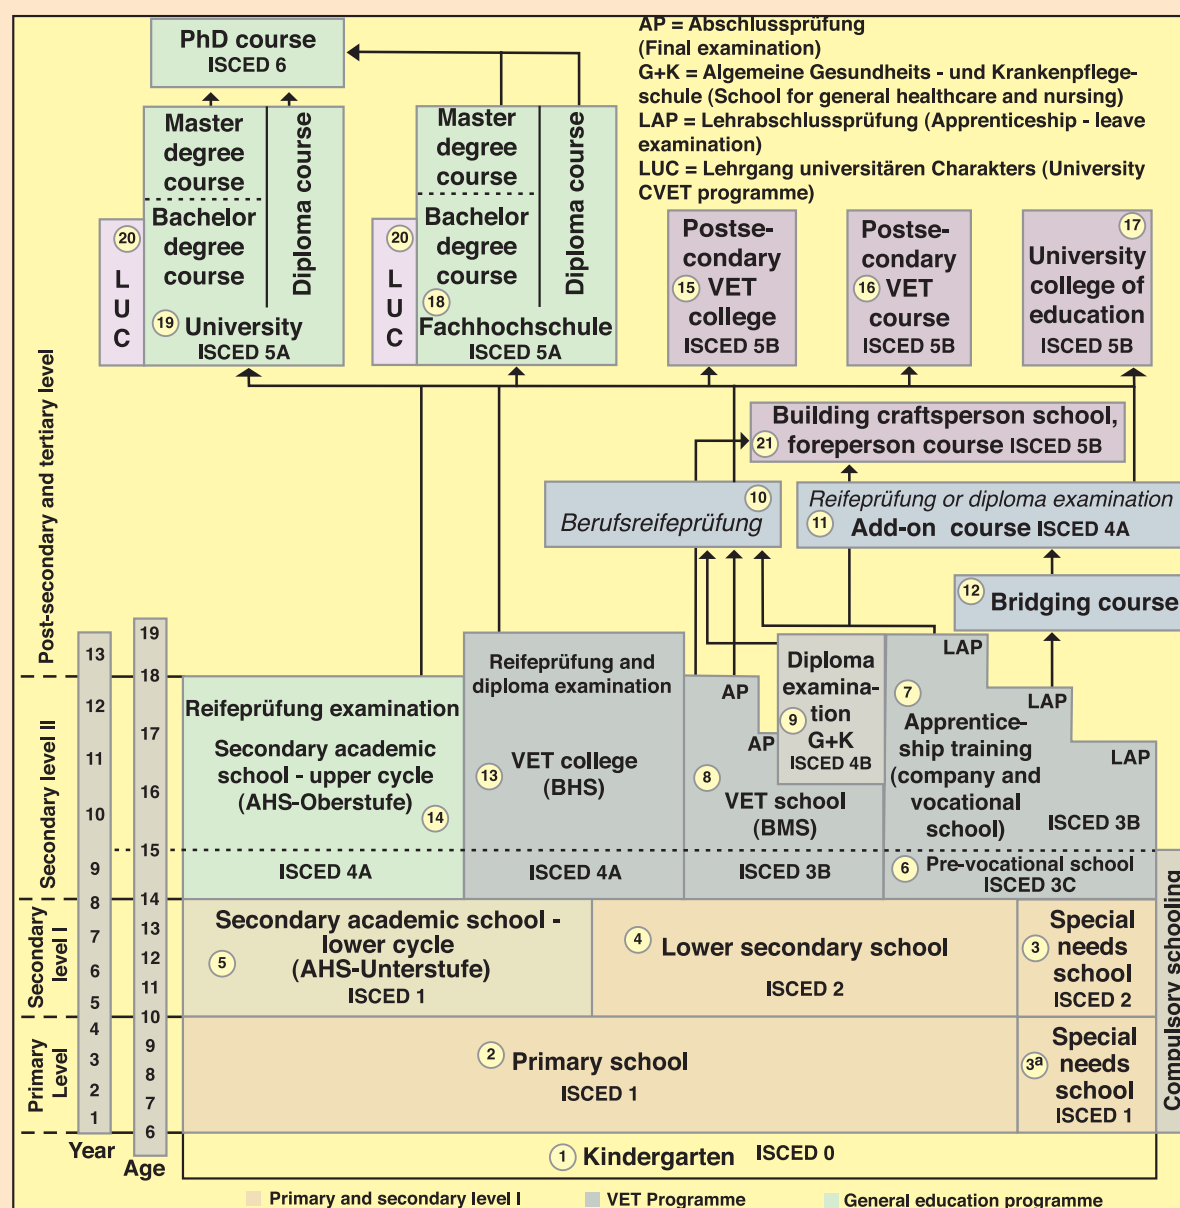 AP = Abschlussprüfung
(Final examination)
G+K = Algemeine Gesundheits - und Krankenpflege-
schule (School for general healthcare and nursing)
LAP = Lehrabschlussprüfung (Apprenticeship - leave
examination)
LUC = Lehrgang universitären Charakters (University
CVET programme)
PhD course
ISCED 6
Master
degree
course
Diploma course
Bachelor
degree
course
20
LUC
19 University
ISCED 5A
Master
degree
course
Diploma course
Bachelor
degree
course
20
LUC
18
Fachhochschule
ISCED 5A
Postse-
condary
15 VET
college
ISCED 5B
Postse-
condary
16 VET
course
ISCED 5B
17
University
college of
education
ISCED 5B
Building craftsperson school,
21 foreperson course ISCED 5B
10
Berufsreifeprüfung
Reifeprüfung or diploma examination
11 Add-on course ISCED 4A
12 Bridging course
Post-secondary and tertiary level
Secondary level II
Secondary
level I
Primary
Level
13
12
11
10
9
8
7
6
5
4
3
2
1
Year
19
18
17
16
15
14
13
12
11
10
9
8
7
6
Age
Reifeprüfung examination
Secondary academic
school - upper cycle
(AHS-Oberstufe)
14
ISCED 4A
Reifeprüfung and
diploma examination
13 VET college
(BHS)
ISCED 4A
AP
AP
8
VET school
(BMS)
ISCED 3B
Diploma
examina-
9 tion
G+K
ISCED 4B
LAP
LAP
LAP
7
Apprentice-
ship training
(company and
vocational
school) ISCED 3B
6 Pre-vocational school
ISCED 3C
Secondary academic school -
lower cycle
5 (AHS-Unterstufe)
ISCED 1
4 Lower secondary school
ISCED 2
Special
3 needs
school
ISCED 2
2 Primary school
ISCED 1
Special
3a needs
school
ISCED 1
Compulsory schooling
1 Kindergarten ISCED 0
Primary and secondary level I
VET Programme
General education programme